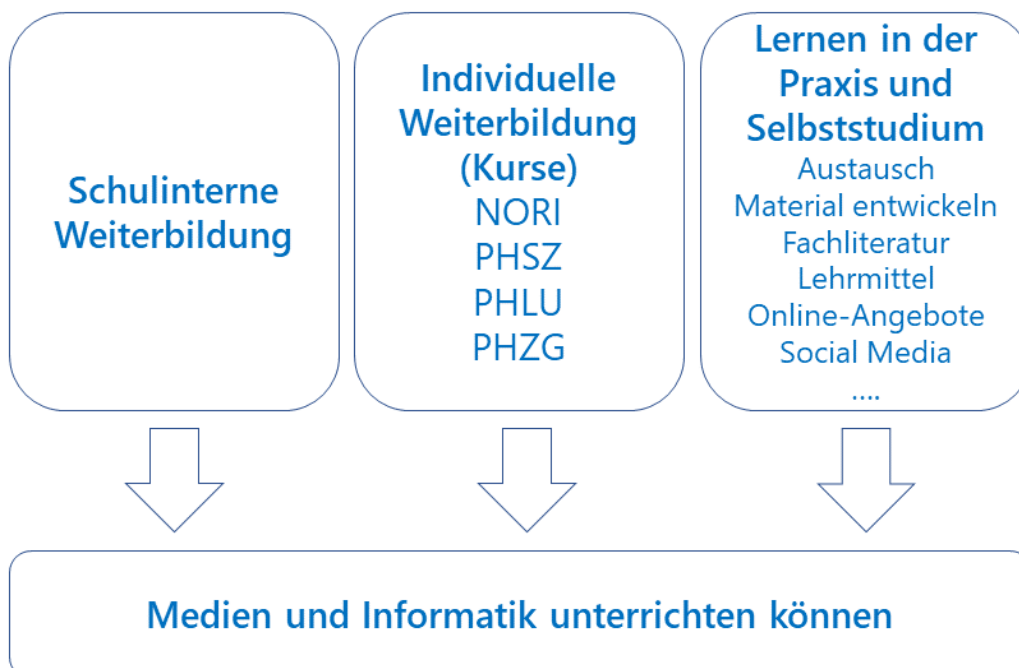 Schulinterne
Weiterbildung
Individuelle
Weiterbildung
(Kurse)
NORI
PHSZ
PHLU
PHZG
Lernen in der
Praxis und
Selbststudium
Austausch
Material entwickeln
Fachliteratur
Lehrmittel
Online-Angebote
Social Media
....
Medien und Informatik unterrichten können